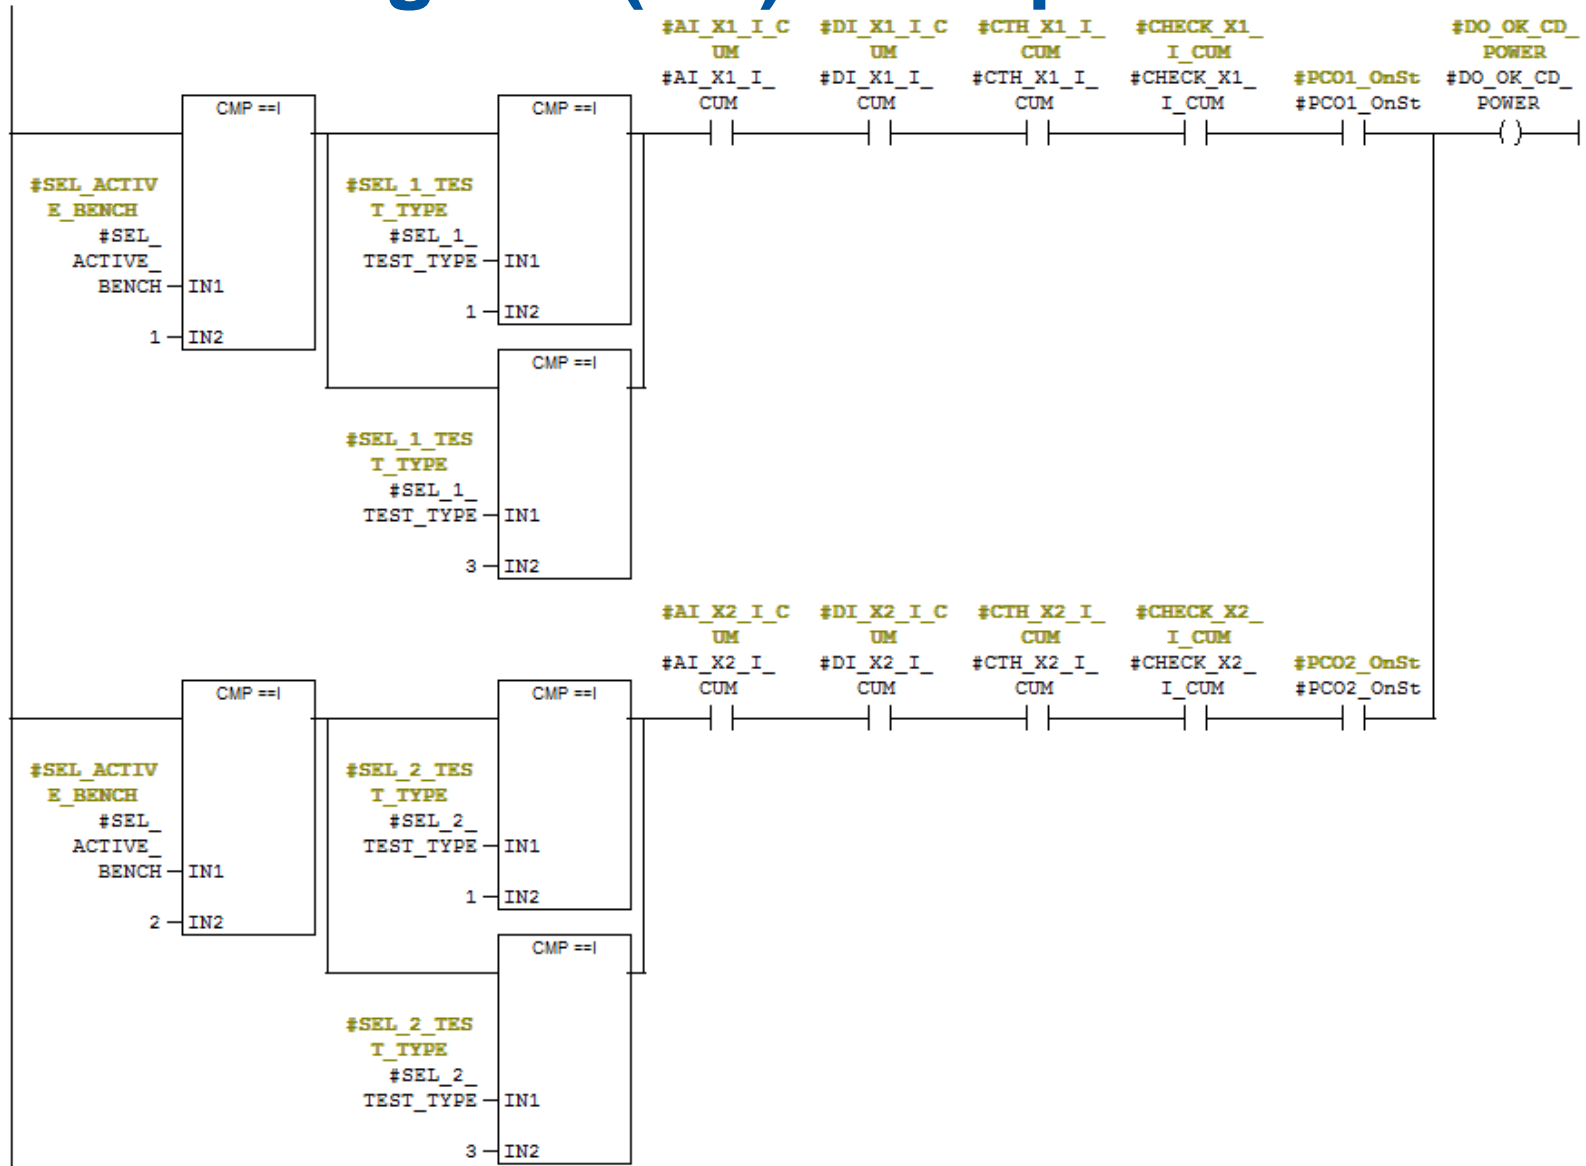 #AI_X1_I_C #DI_X1_I_C #CTH_X1_I_ #CHECK_X1_ #DO_OK_CD_
UM UM CUM I_CUM POWER
#AI_X1_I_ #DI_X1_I_ #CTH_X1_I_ #CHECK_X1_ #PCO1_OnSt #DO_OK_CD_
CUM CUM CUM I_CUM #PCO1_OnSt POWER
CMP ==I CMP ==I
#SEL_ACTIV #SEL_1_TES
E_BENCH T_TYPE
#SEL_ #SEL_1_
ACTIVE_ TEST_TYPE IN1
BENCH IN1
1 IN2
1 IN2
CMP ==I
#SEL_1_TES
T_TYPE
#SEL_1_
TEST_TYPE IN1
3 IN2
#AI_X2_I_C #DI_X2_I_C #CTH_X2_I_ #CHECK_X2_
UM UM CUM I_CUM
#AI_X2_I_ #DI_X2_I_ #CTH_X2_I_ #CHECK_X2_ #PCO2_OnSt
CUM CUM CUM I_CUM #PCO2_OnSt
CMP ==I CMP ==I
#SEL_ACTIV #SEL_2_TES
E_BENCH T_TYPE
#SEL_ #SEL_2_
ACTIVE_ TEST_TYPE IN1
BENCH IN1
1 IN2
2 IN2
CMP ==I
#SEL_2_TES
T_TYPE
#SEL_2_
TEST_TYPE IN1
3 IN2